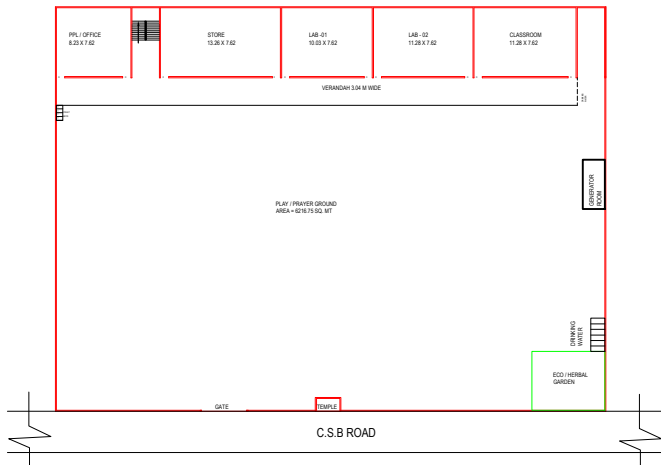 PPL / OFFICE
8.23 X 7.62
STORE
13.26 X 7.62
LAB -01
10.03 X 7.62
LAB - 02
11.28 X 7.62
CLASSROOM
11.28 X 7.62
VERANDAH 3.04 M WIDE
PLAY / PRAYER GROUND
AREA = 6216.75 SQ. MT
GENERATOR
ROOM
DRINKING
WATER
ECO / HERBAL
GARDEN
GATE
TEMPLE
C.S.B ROAD